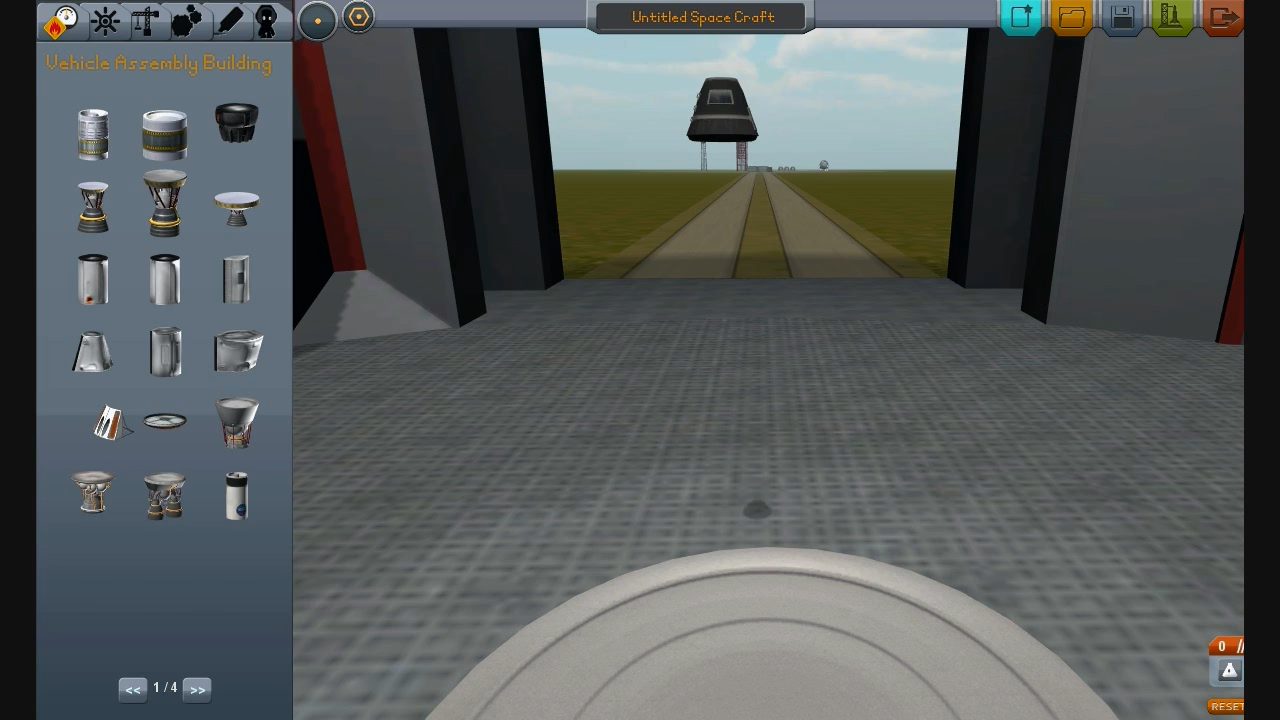 Untitled Space Craft
Vehicle Assembly Building
<< 1 / 4 >>
0
RESET